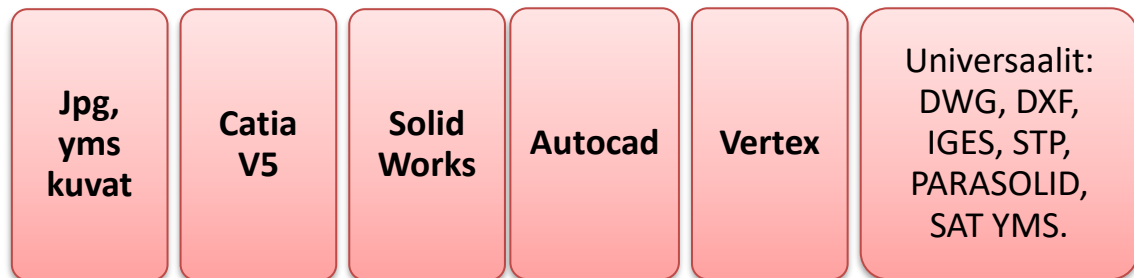 Jpg,
yms
kuvat
Catia
V5
Solid
Works
Autocad
Vertex
Universaalit:
DWG, DXF,
IGES, STP,
PARASOLID,
SAT YMS.